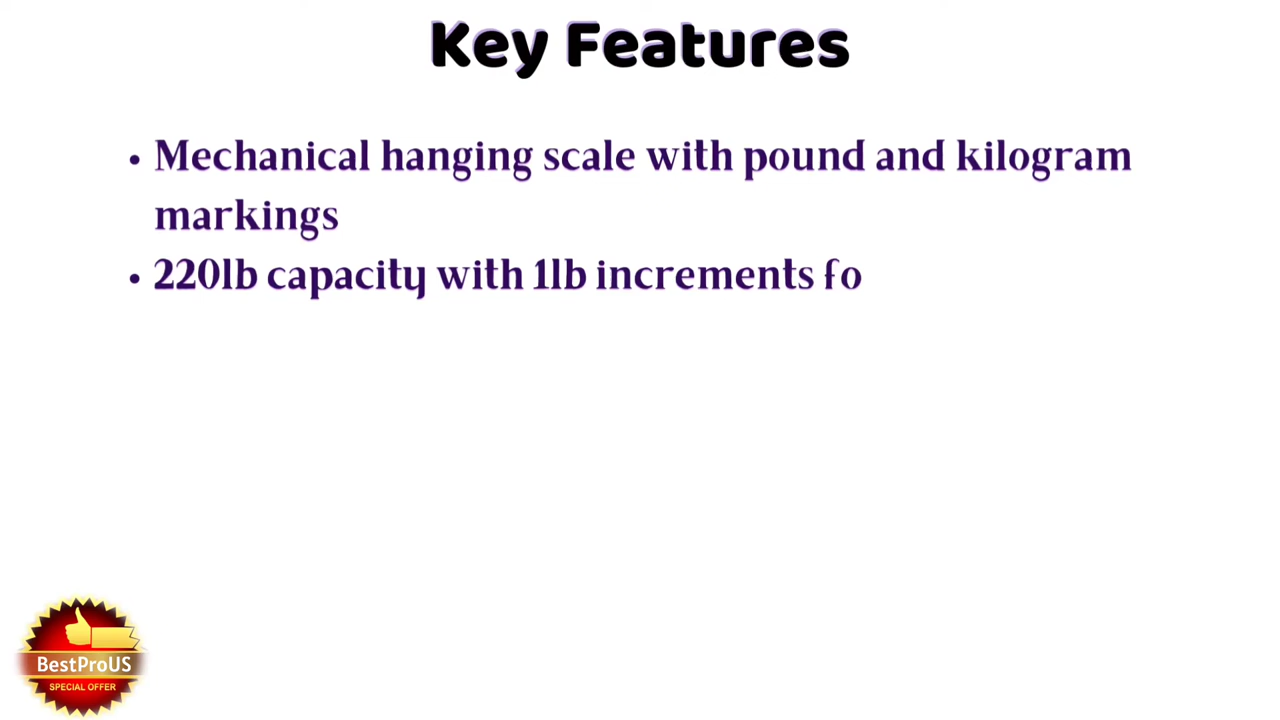 Key Features
• Mechanical hanging scale with pound and kilogram
markings
• 220lb capacity with 1lb increments fo
BestProUS
SPECIAL OFFER